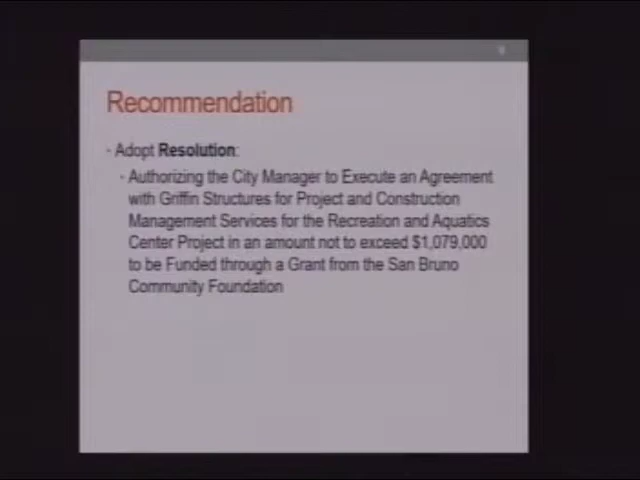 Recommendation
• Adopt Resolution:
• Authorizing the City Manager to Execute an Agreement
with Griffin Structures for Project and Construction
Management Services for the Recreation and Aquatics
Center Project in an amount not to exceed $1,079,000
to be Funded through a Grant from the San Bruno
Community Foundation